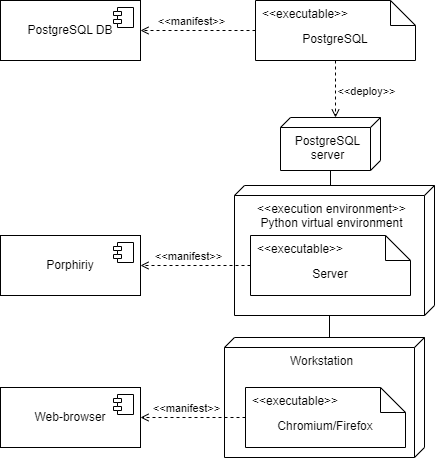 PostgreSQL DB
<<manifest>>
<<executable>>
PostgreSQL
<<deploy>>
PostgreSQL
server
<<execution environment>>
Python virtual environment
Porphiriy
<<manifest>>
<<executable>>
Server
Workstation
Web-browser
<<manifest>>
<<executable>>
Chromium/Firefox